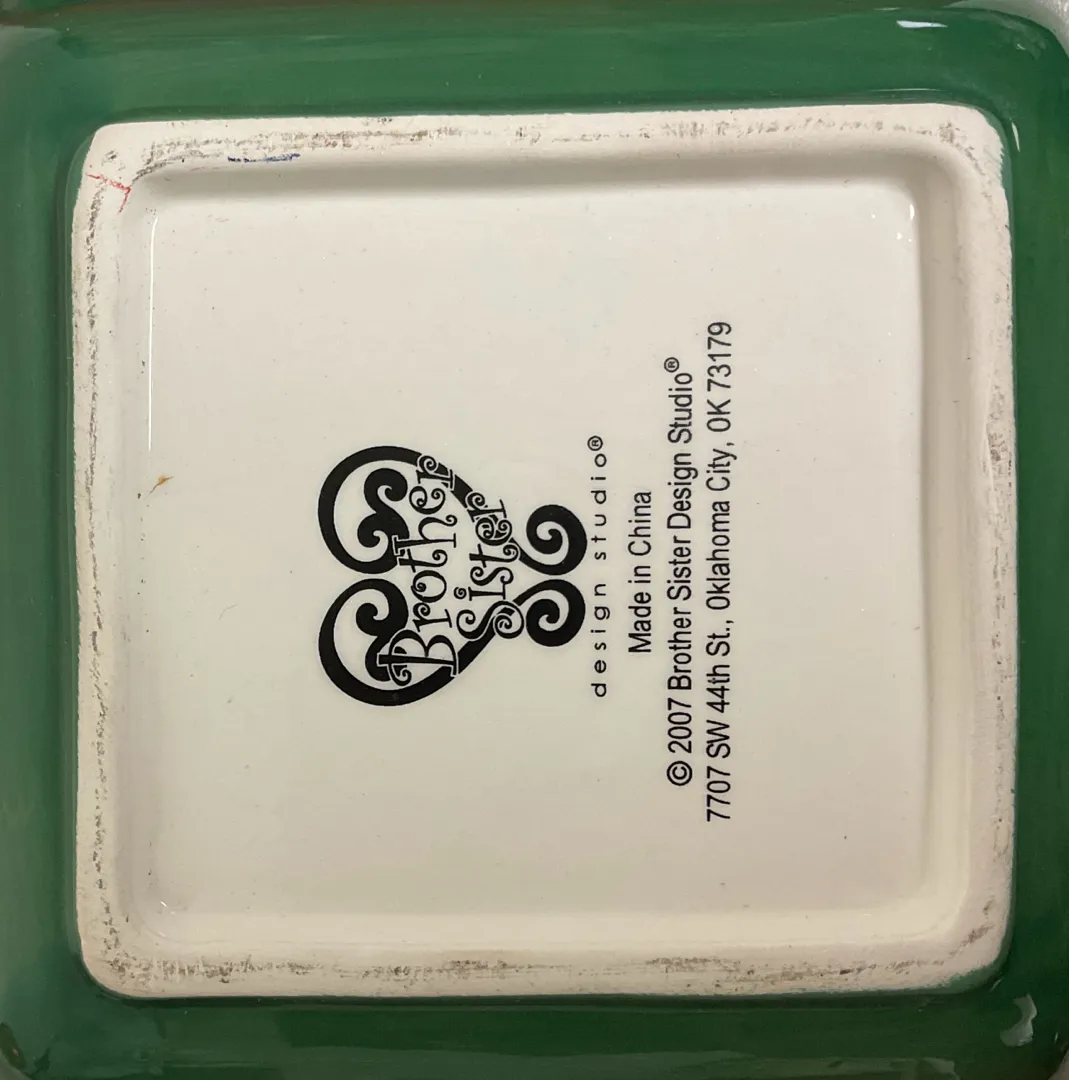 Brother
Sister
design studio®
Made in China
© 2007 Brother Sister Design Studio®
7707 SW 44th St., Oklahoma City, OK 73179